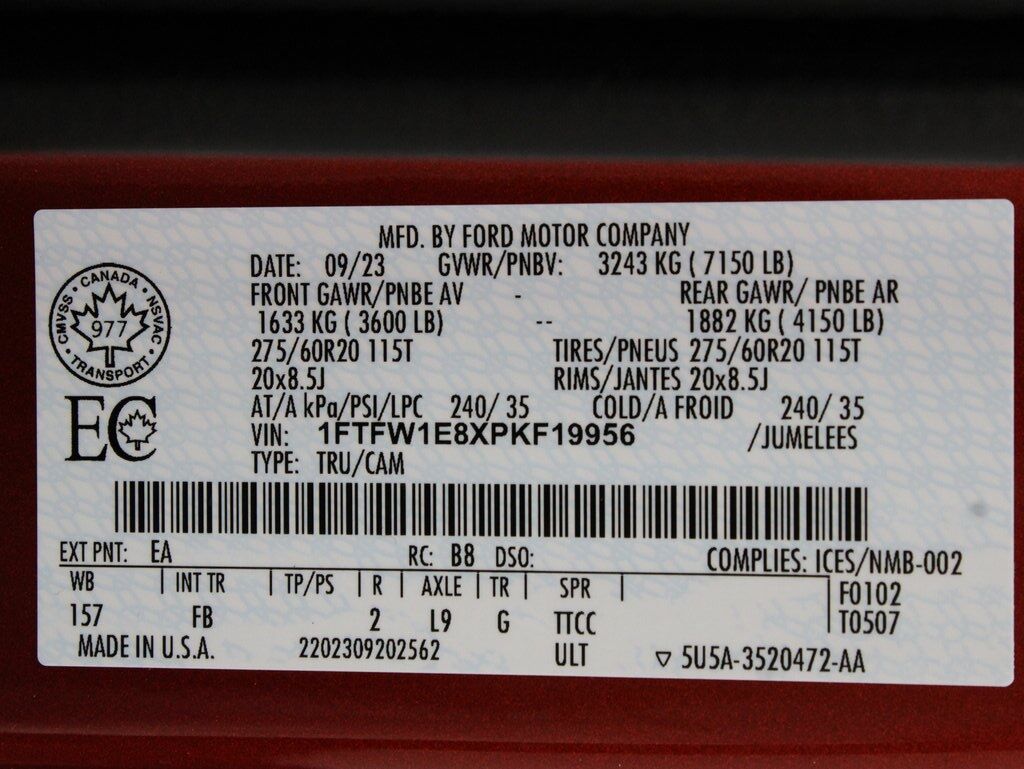 MFD. BY FORD MOTOR COMPANY
DATE: 09/23 GVWR/PNBV: 3243 KG ( 7150 LB)
FRONT GAWR/PNBE AV - REAR GAWR/ PNBE AR
1633 KG ( 3600 LB) -- 1882 KG ( 4150 LB)
275/60R20 115T TIRES/PNEUS 275/60R20 115T
20x8.5J RIMS/JANTES 20x8.5J
AT/A kPa/PSI/LPC 240/ 35 COLD/A FROID 240/ 35
VIN: 1FTFW1E8XPKF19956 /JUMELEES
TYPE: TRU/CAM
CANADA
CMVSS • NSVAC
977
TRANSPORT
EC
EXT PNT: EA RC: B8 DSO: COMPLIES: ICES/NMB-002
WB | INT TR | TP/PS | R | AXLE | TR | SPR | F0102
157 FB 2 L9 G TTCC T0507
MADE IN U.S.A. 2202309202562 ULT ▽ 5U5A-3520472-AA